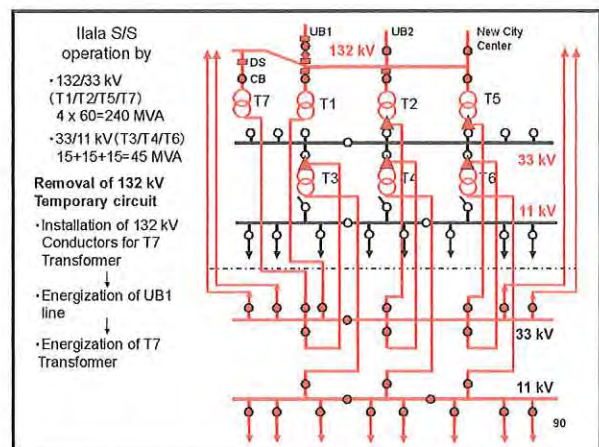 Ilala S/S
operation by
・132/33 kV
(T1/T2/T5/T7)
4 x 60=240 MVA
・33/11 kV (T3/T4/T6)
15+15+15=45 MVA
Removal of 132 kV
Temporary circuit
・Installation of 132 kV
Conductors for T7
Transformer
・Energization of UB1
line
・Energization of T7
Transformer
UB1
UB2
New City
Center
132 kV
DS
CB
T7
T1
T2
T5
33 kV
T3
T4
T6
11 kV
33 kV
11 kV
90